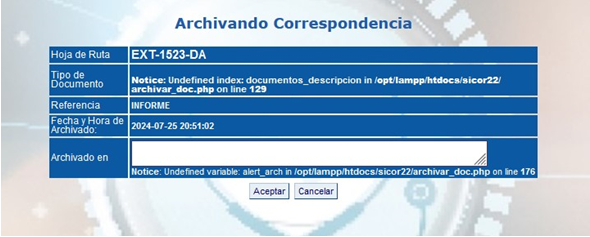 Archivando Correspondencia
Hoja de Ruta EXT-1523-DA
Tipo de
Documento
Notice: Undefined index: documentos_descripcion in /opt/lampp/htdocs/sicor22/
archivar_doc.php on line 129
Referencia INFORME
Fecha y Hora de
Archivado:
2024-07-25 20:51:02
Archivado en
Notice: Undefined variable: alert_arch in /opt/lampp/htdocs/sicor22/archivar_doc.php on line 176
Aceptar Cancelar